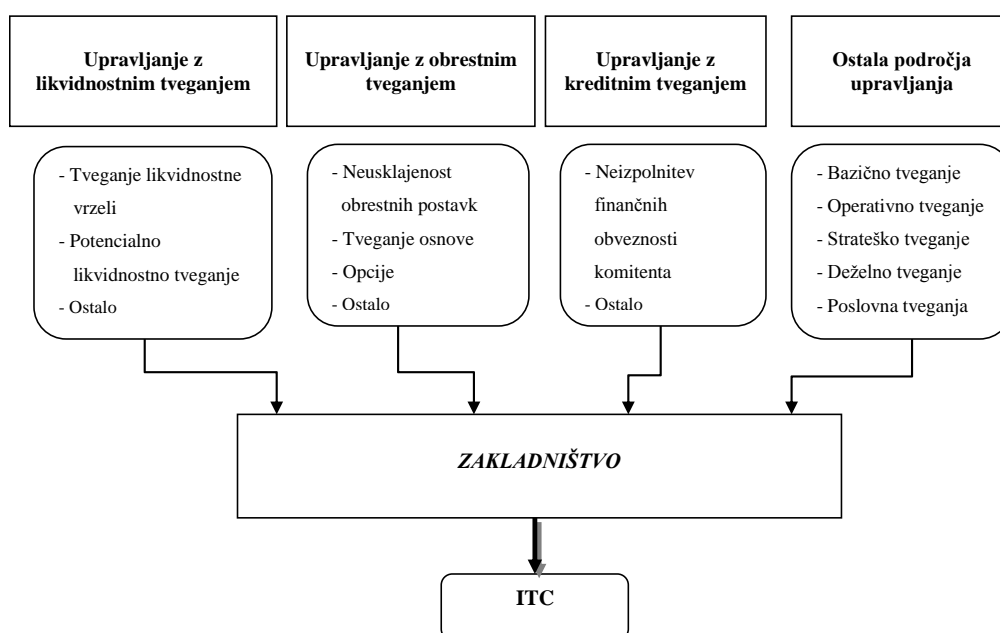 Upravljanje z
likvidnostnim tveganjem
Upravljanje z obrestnim
tveganjem
Upravljanje z
kreditnim tveganjem
Ostala področja
upravljanja
- Tveganje likvidnostne
vrzeli
- Potencialno
likvidnostno tveganje
- Ostalo
- Neusklajenost
obrestnih postavk
- Tveganje osnove
- Opcije
- Ostalo
- Neizpolnitev
finančnih
obveznosti
komitenta
- Ostalo
- Bazično tveganje
- Operativno tveganje
- Strateško tveganje
- Deželno tveganje
- Poslovna tveganja
ZAKLADNIŠTVO
ITC